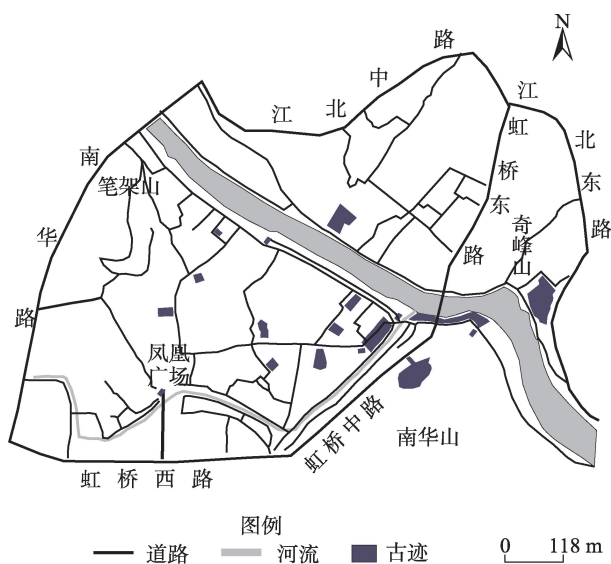 N
江北中路
江北东路
南华路
笔架山
虹桥东路
奇峰山
凤凰
广场
虹桥中路
南华山
虹桥西路
图例
道路
河流
古迹
0 118 m